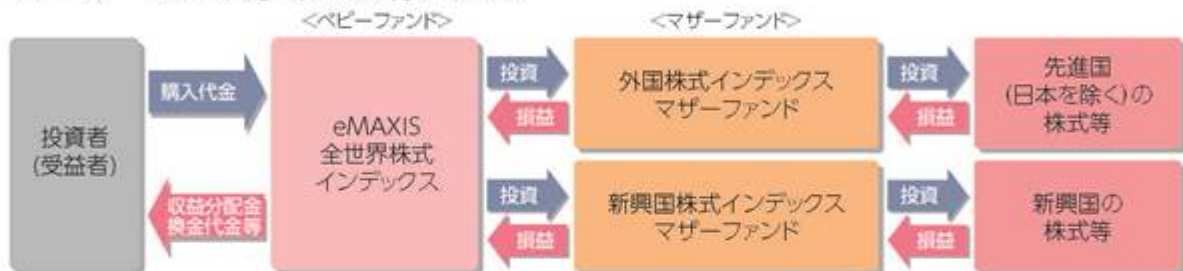 <ベビーファンド>
<マザーファンド>
投資者
(受益者)
購入代金
収益分配金
換金代金等
eMAXIS
全世界株式
インデックス
投資
損益
外国株式インデックス
マザーファンド
投資
損益
先進国
(日本を除く)の
株式等
投資
損益
新興国株式インデックス
マザーファンド
投資
損益
新興国の
株式等